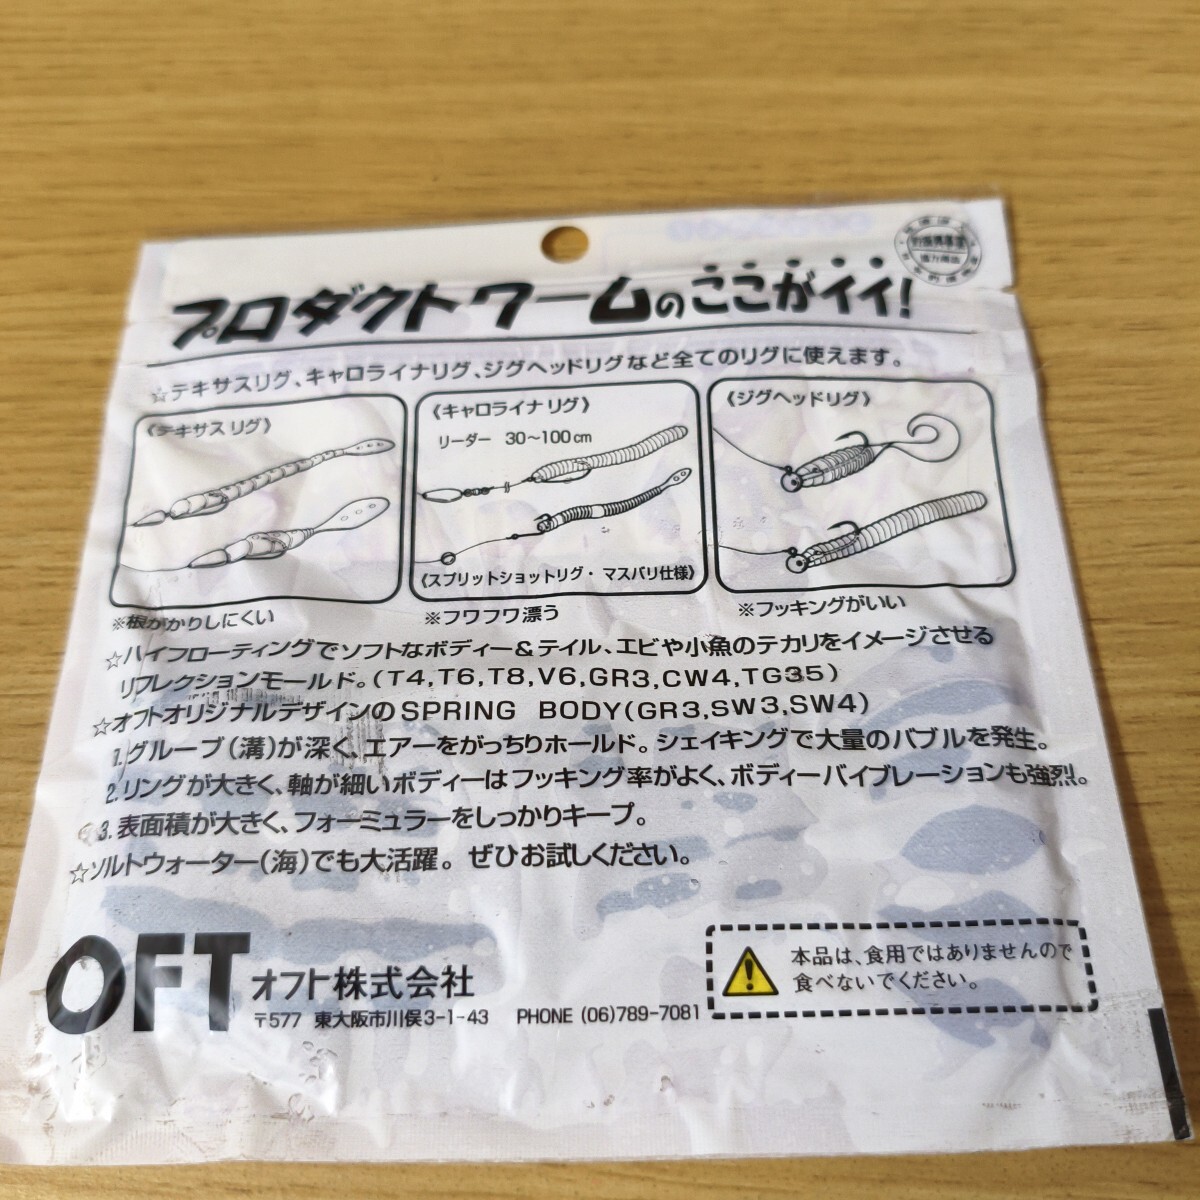 プロダクトワームのここがイイ!
☆テキサスリグ、キャロライナリグ、ジグヘッドリグなど全てのリグに使えます。
《テキサスリグ》
※根がかりしにくい
《キャロライナリグ》
リーダー 30〜100cm
《スプリットショットリグ・マスバリ仕様》
※フワフワ漂う
《ジグヘッドリグ》
※フッキングがいい
☆ハイフローティングでソフトなボディー&テイル、エビや小魚のテカリをイメージさせる
リフレクションモールド。(T4,T6,T8,V6,GR3,CW4,TG35)
☆オフトオリジナルデザインのSPRING BODY(GR3,SW3,SW4)
1.グルーブ(溝)が深く、エアーをがっちりホールド。シェイキングで大量のバブルを発生。
2.リングが大きく、軸が細いボディーはフッキング率がよく、ボディーバイブレーションも強烈。
3.表面積が大きく、フォーミュラーをしっかりキープ。
☆ソルトウォーター(海)でも大活躍。ぜひお試しください。
OFT オフト株式会社
〒577 東大阪市川俣3-1-43 PHONE (06)789-7081
本品は、食用ではありませんので
食べないでください。